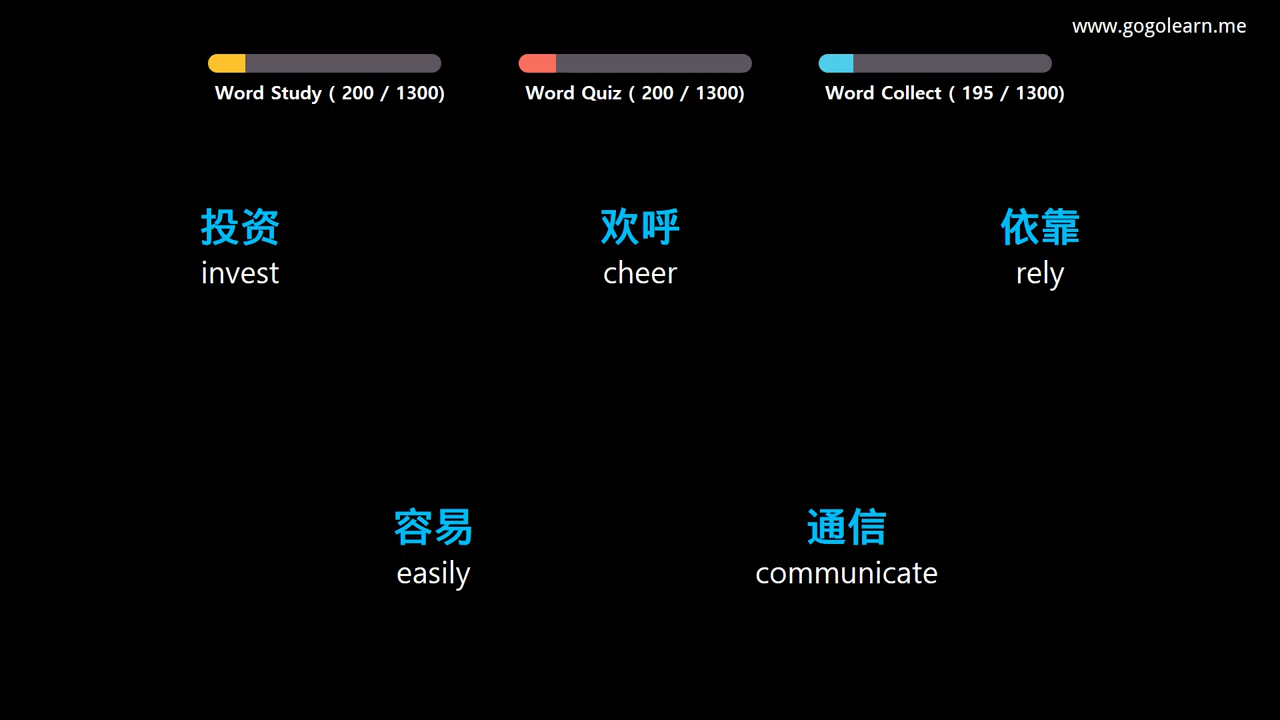 www.gogolearn.me
Word Study ( 200 / 1300)
Word Quiz ( 200 / 1300)
Word Collect ( 195 / 1300)
投资
invest
欢呼
cheer
依靠
rely
容易
easily
通信
communicate